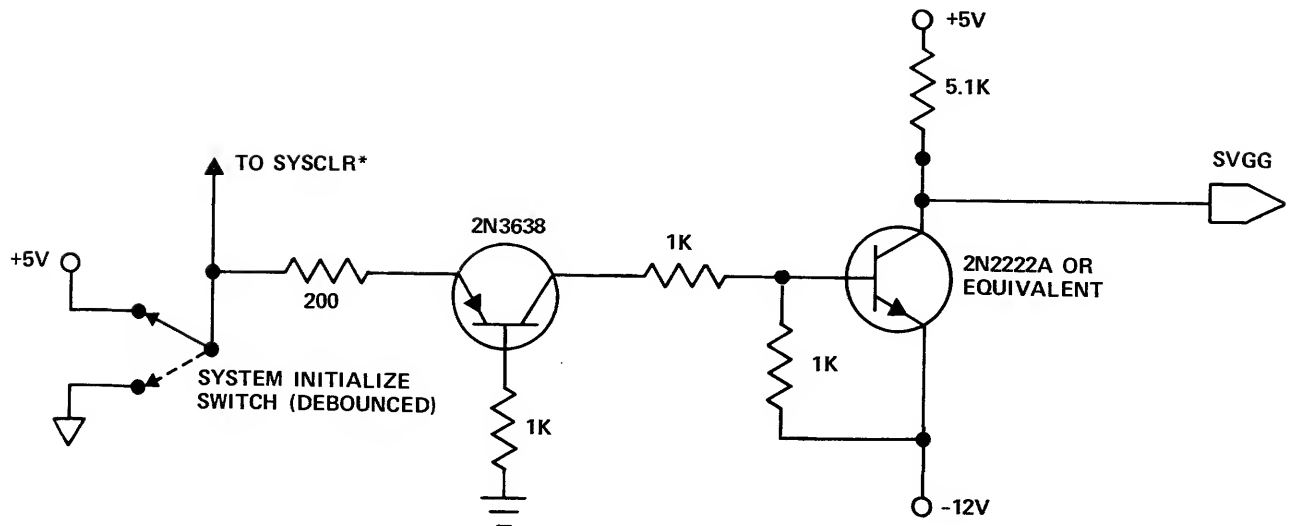 +5V
5.1K
TO SYSCLR*
SVGG
2N3638
+5V
1K
200
2N2222A OR
EQUIVALENT
1K
SYSTEM INITIALIZE
SWITCH (DEBOUNCED)
1K
-12V